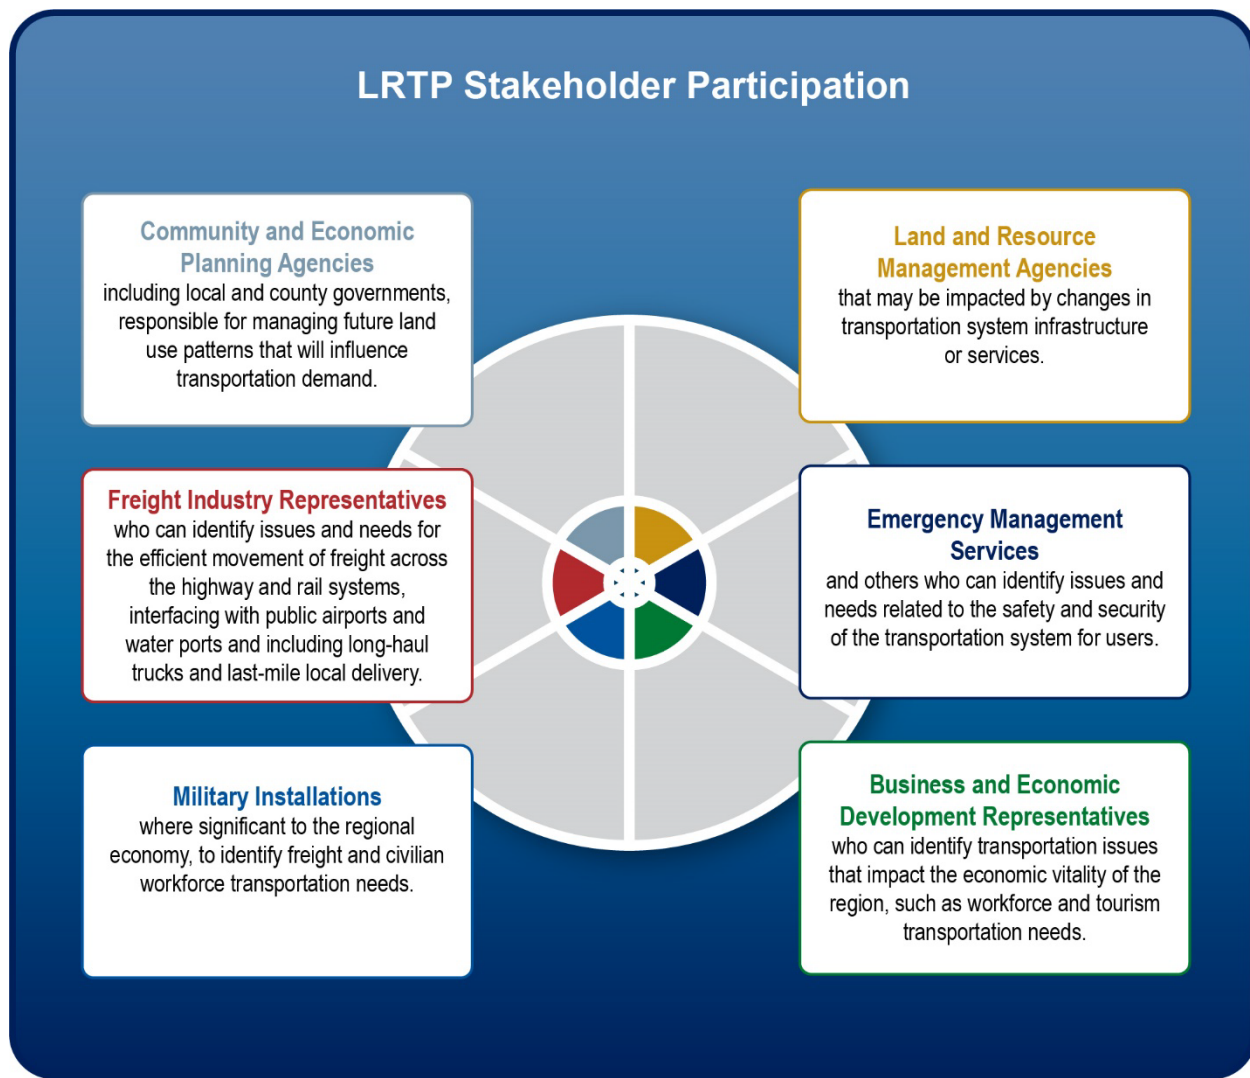 LRTP Stakeholder Participation
Community and Economic
Planning Agencies
including local and county governments,
responsible for managing future land
use patterns that will influence
transportation demand.
Freight Industry Representatives
who can identify issues and needs for
the efficient movement of freight across
the highway and rail systems,
interfacing with public airports and
water ports and including long-haul
trucks and last-mile local delivery.
Military Installations
where significant to the regional
economy, to identify freight and civilian
workforce transportation needs.
Land and Resource
Management Agencies
that may be impacted by changes in
transportation system infrastructure
or services.
Emergency Management
Services
and others who can identify issues and
needs related to the safety and security
of the transportation system for users.
Business and Economic
Development Representatives
who can identify transportation issues
that impact the economic vitality of the
region, such as workforce and tourism
transportation needs.